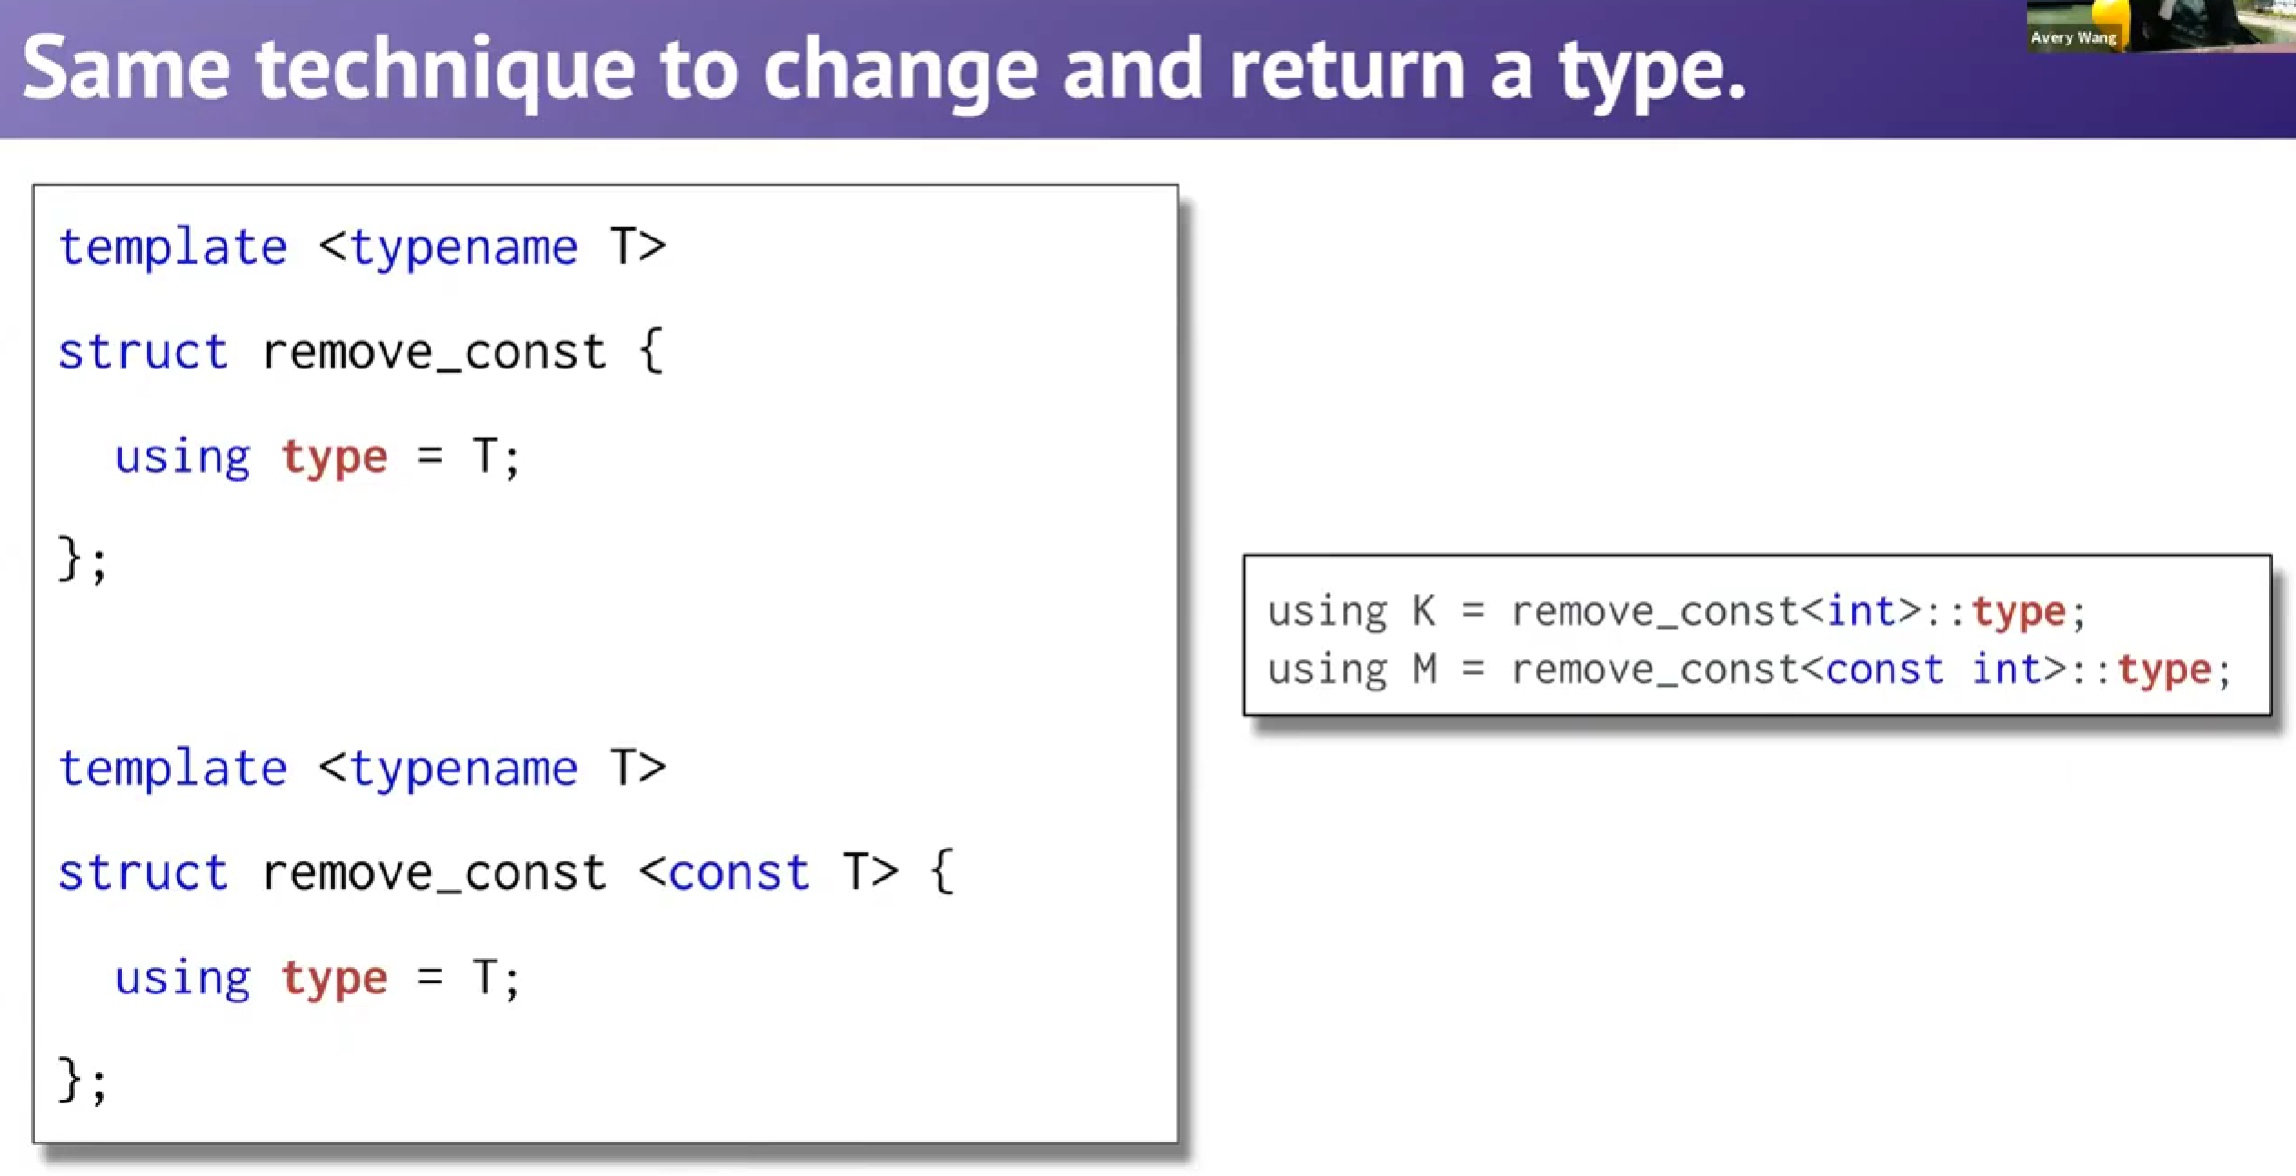 Same technique to change and return a type.
Avery Wang
template <typename T>
struct remove_const {
  using type = T;
};
template <typename T>
struct remove_const <const T> {
  using type = T;
};
using K = remove_const<int>::type;
using M = remove_const<const int>::type;